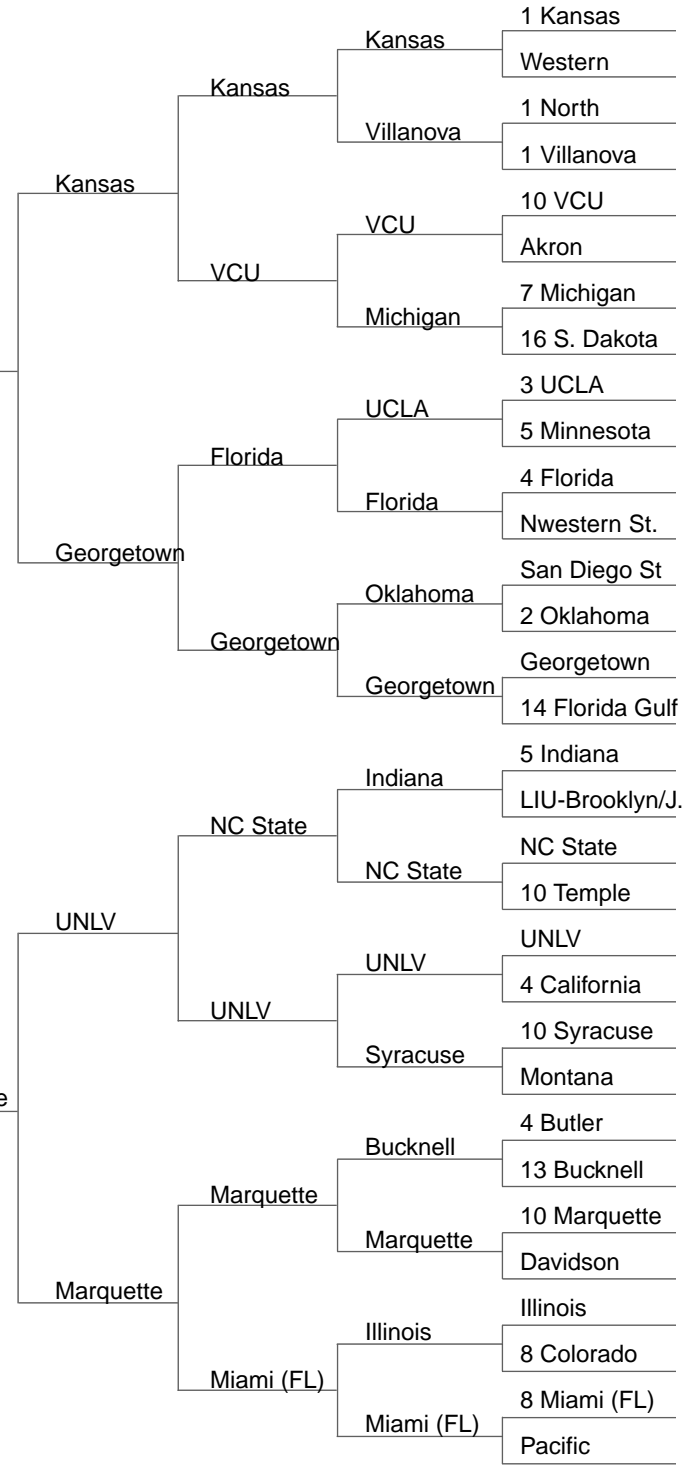 1 Kansas
Kansas
Western
Kansas
1 North
Villanova
1 Villanova
Kansas
10 VCU
VCU
Akron
VCU
7 Michigan
Michigan
16 S. Dakota
3 UCLA
UCLA
5 Minnesota
Florida
4 Florida
Florida
Nwestern St.
Georgetown
San Diego St
Oklahoma
2 Oklahoma
Georgetown
Georgetown
Georgetown
14 Florida Gulf
5 Indiana
Indiana
LIU-Brooklyn/J.
NC State
NC State
NC State
10 Temple
UNLV
UNLV
UNLV
4 California
UNLV
10 Syracuse
Syracuse
Montana
e
4 Butler
Bucknell
13 Bucknell
Marquette
10 Marquette
Marquette
Davidson
Marquette
Illinois
Illinois
8 Colorado
Miami (FL)
8 Miami (FL)
Miami (FL)
Pacific